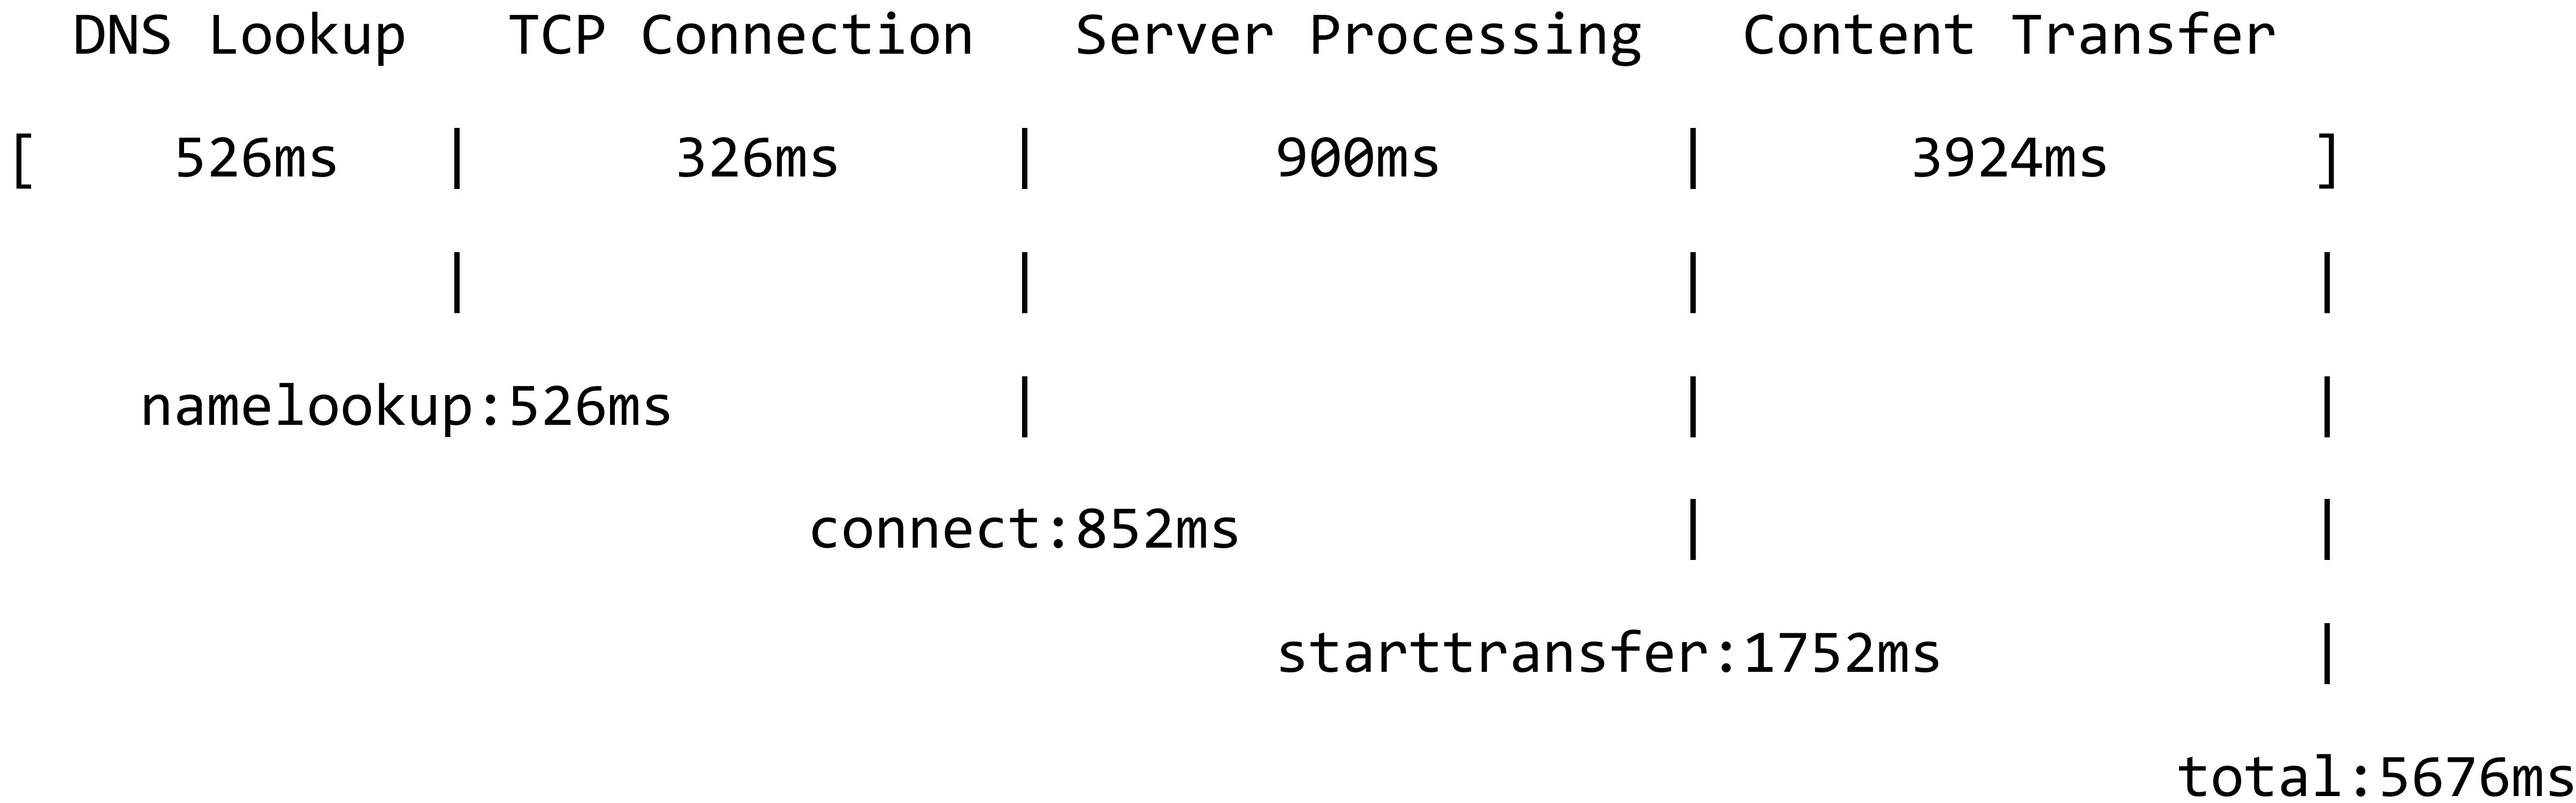 DNS Lookup   TCP Connection   Server Processing   Content Transfer
[    526ms   |      326ms     |       900ms       |      3924ms      ]
             |                |                   |                  |
    namelookup:526ms          |                   |                  |
                        connect:852ms             |                  |
                                      starttransfer:1752ms           |
                                                                 total:5676ms